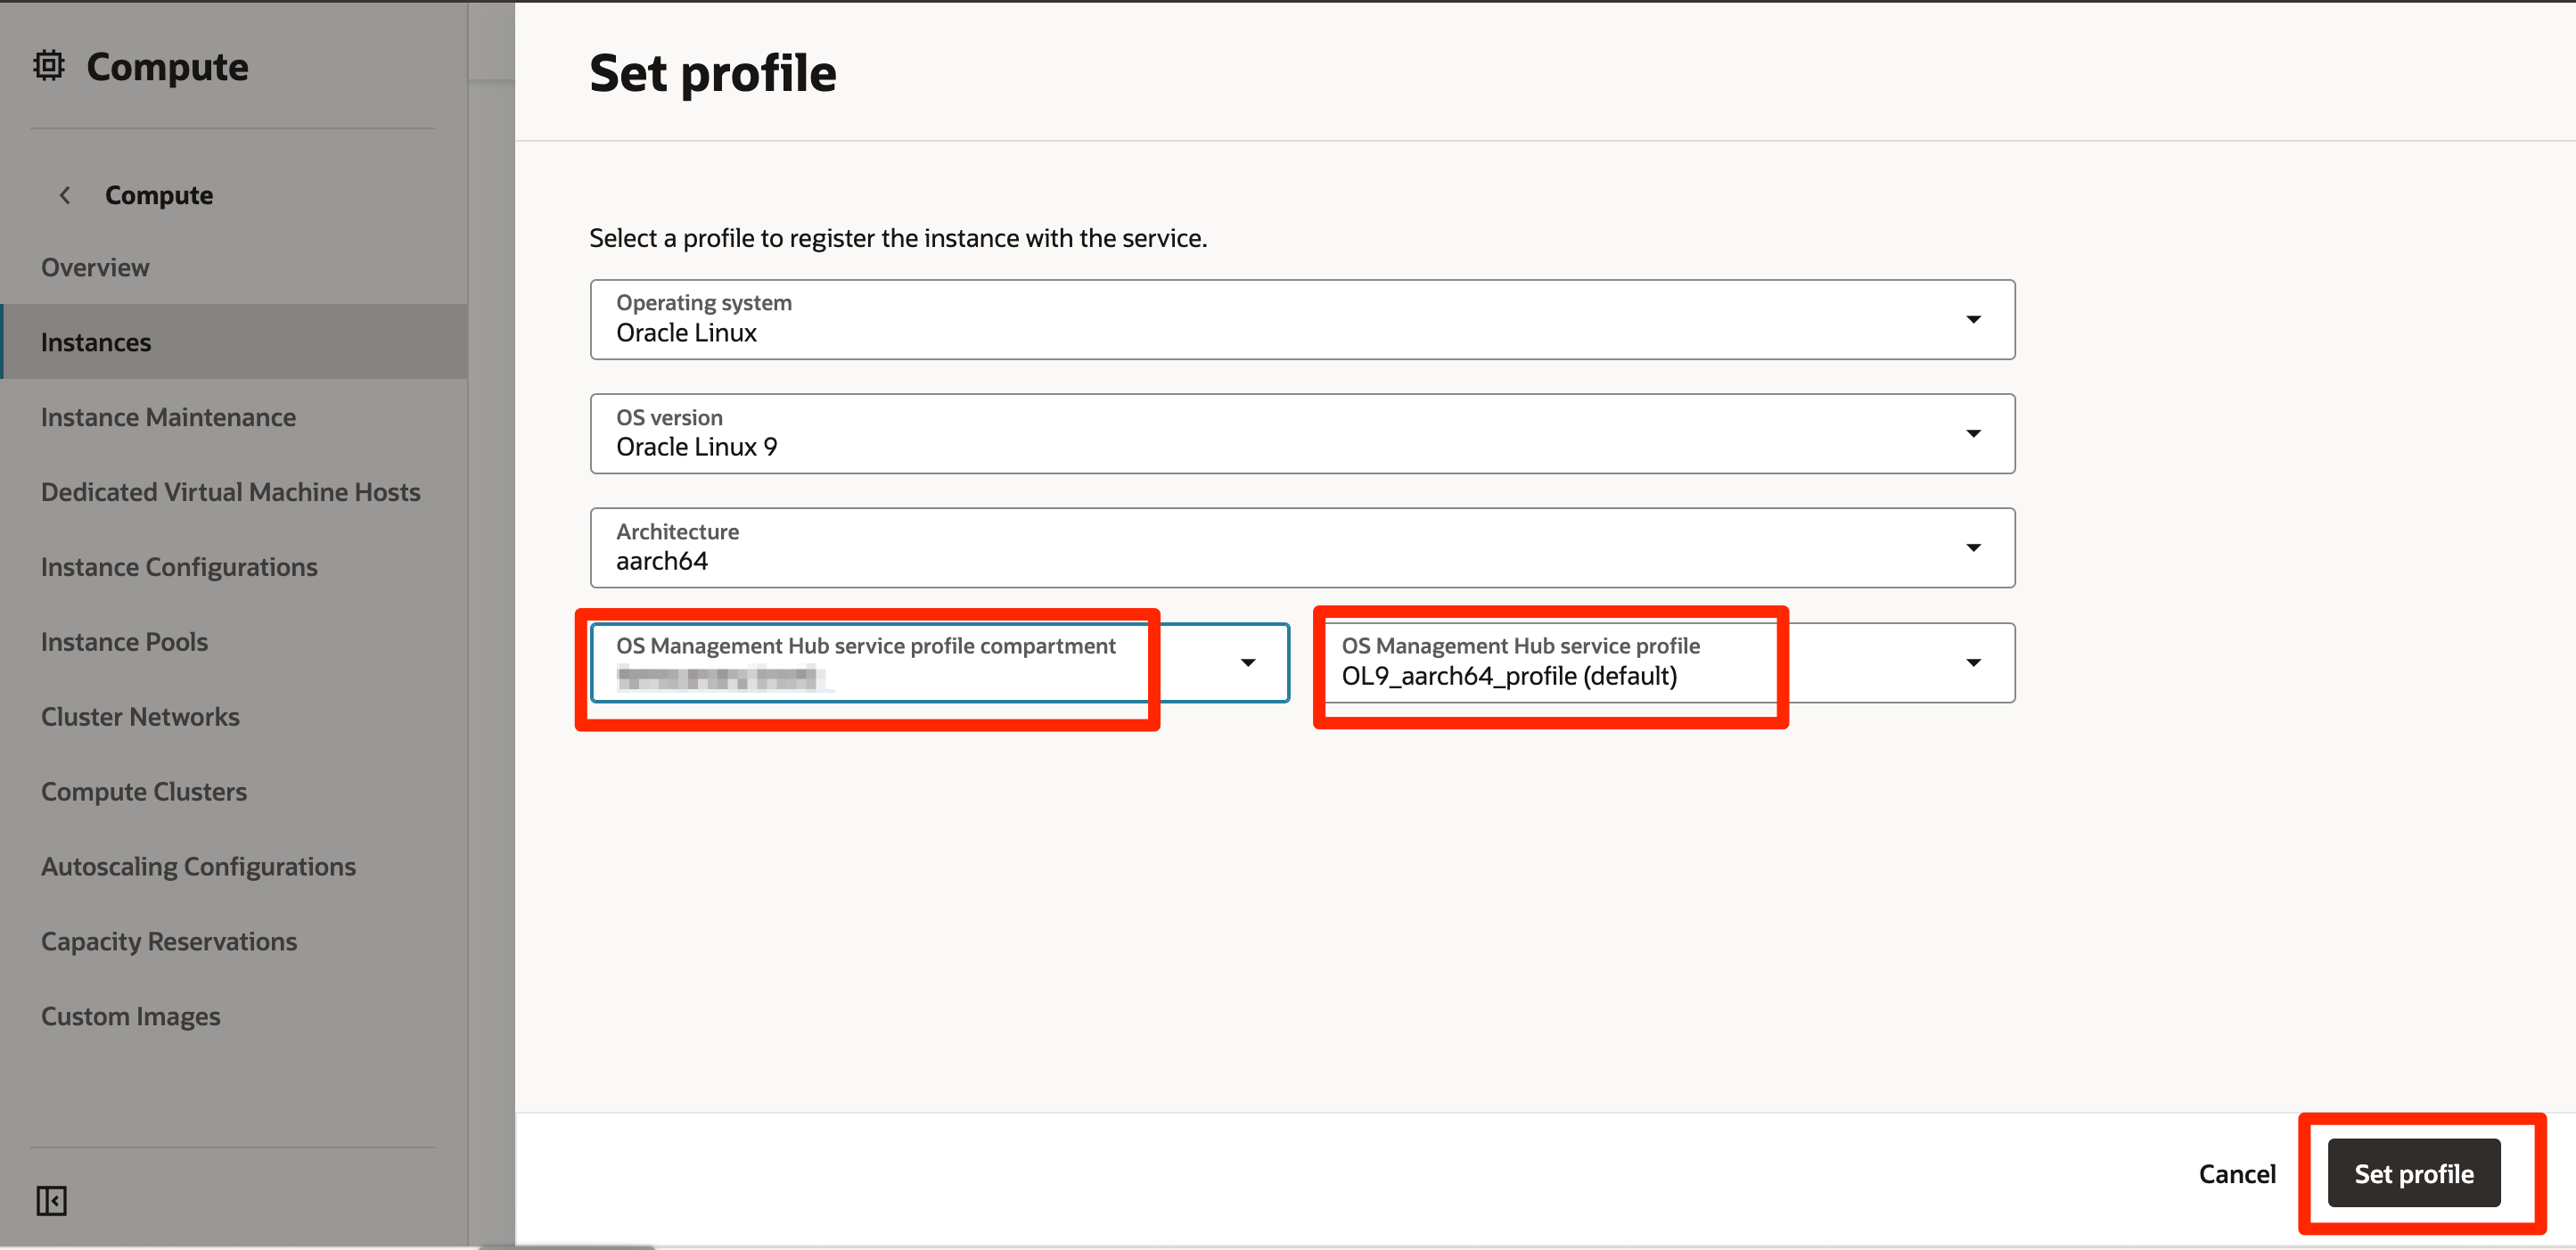 Compute
Compute
Overview
Instances
Instance Maintenance
Dedicated Virtual Machine Hosts
Instance Configurations
Instance Pools
Cluster Networks
Compute Clusters
Autoscaling Configurations
Capacity Reservations
Custom Images
Set profile
Select a profile to register the instance with the service.
Operating system
Oracle Linux
OS version
Oracle Linux 9
Architecture
aarch64
OS Management Hub service profile compartment
OS Management Hub service profile
OL9_aarch64_profile (default)
Cancel
Set profile